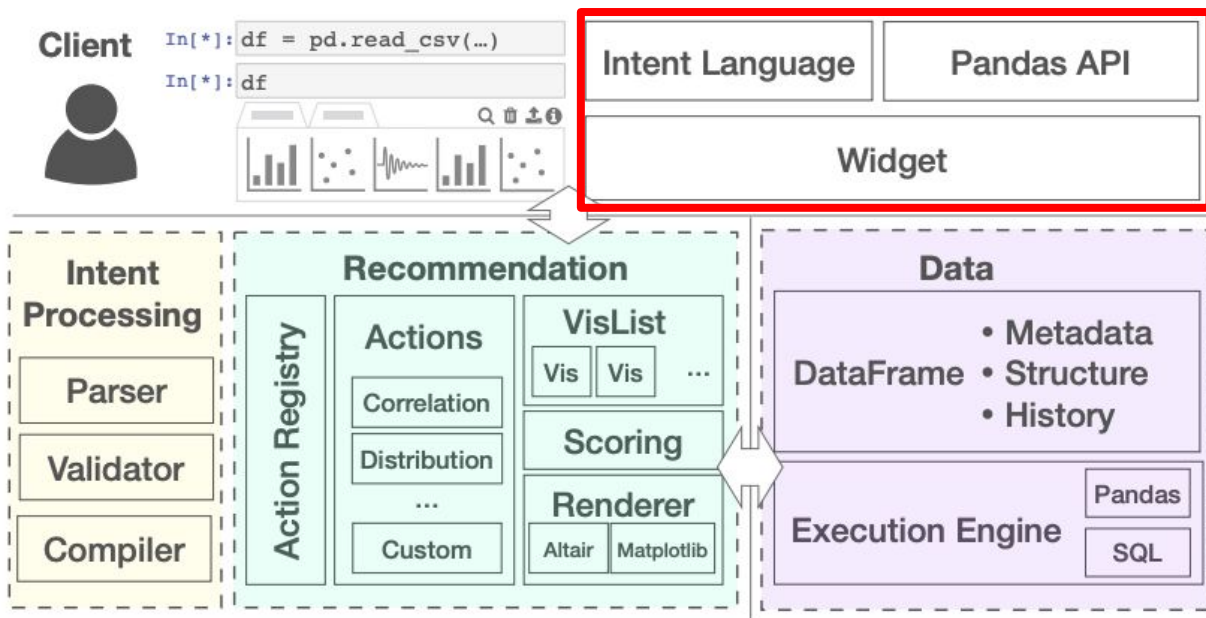 Client
In[*]: df = pd.read_csv(…)
In[*]: df
Intent Language
Pandas API
Widget
Intent
Processing
Parser
Validator
Compiler
Recommendation
Action Registry
Actions
Correlation
Distribution
...
Custom
VisList
Vis
Vis
...
Scoring
Renderer
Altair
Matplotlib
Data
DataFrame
• Metadata
• Structure
• History
Execution Engine
Pandas
SQL